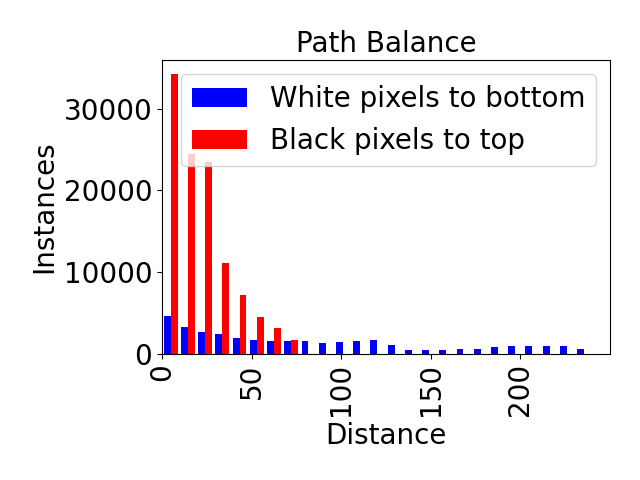 Path Balance
White pixels to bottom
Black pixels to top
Instances
30000
20000
10000
0
0
50
100
150
200
Distance